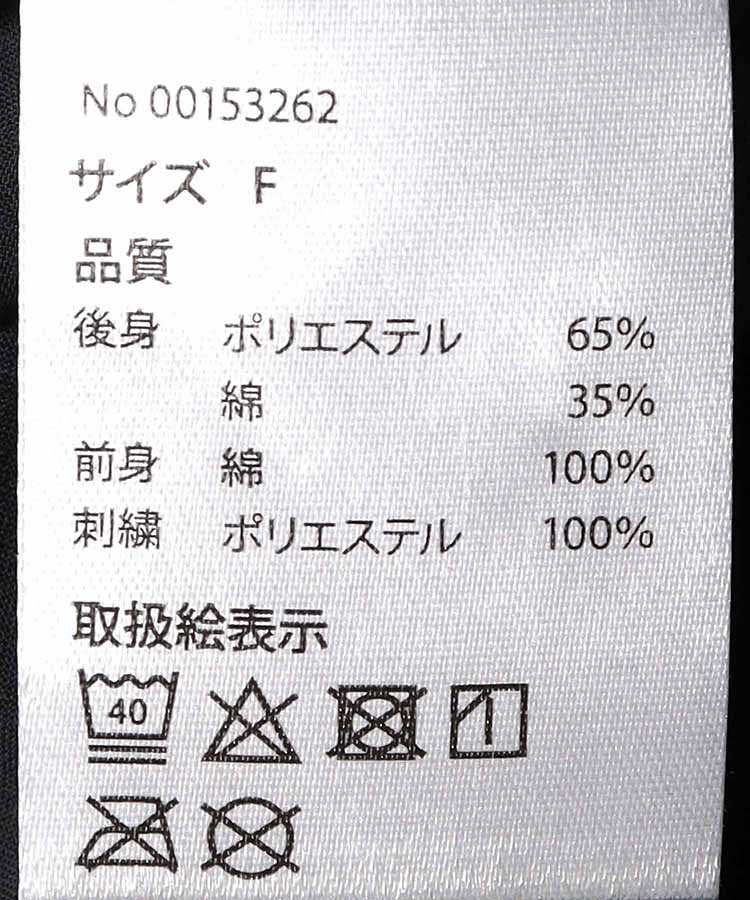 No 00153262
サイズ F
品質
後身 ポリエステル 65%
綿 35%
前身 綿 100%
刺繍 ポリエステル 100%
取扱絵表示
40